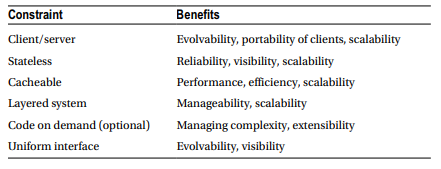 Constraint Benefits
Client/server Evolvability, portability of clients, scalability
Stateless Reliability, visibility, scalability
Cacheable Performance, efficiency, scalability
Layered system Manageability, scalability
Code on demand (optional) Managing complexity, extensibility
Uniform interface Evolvability, visibility